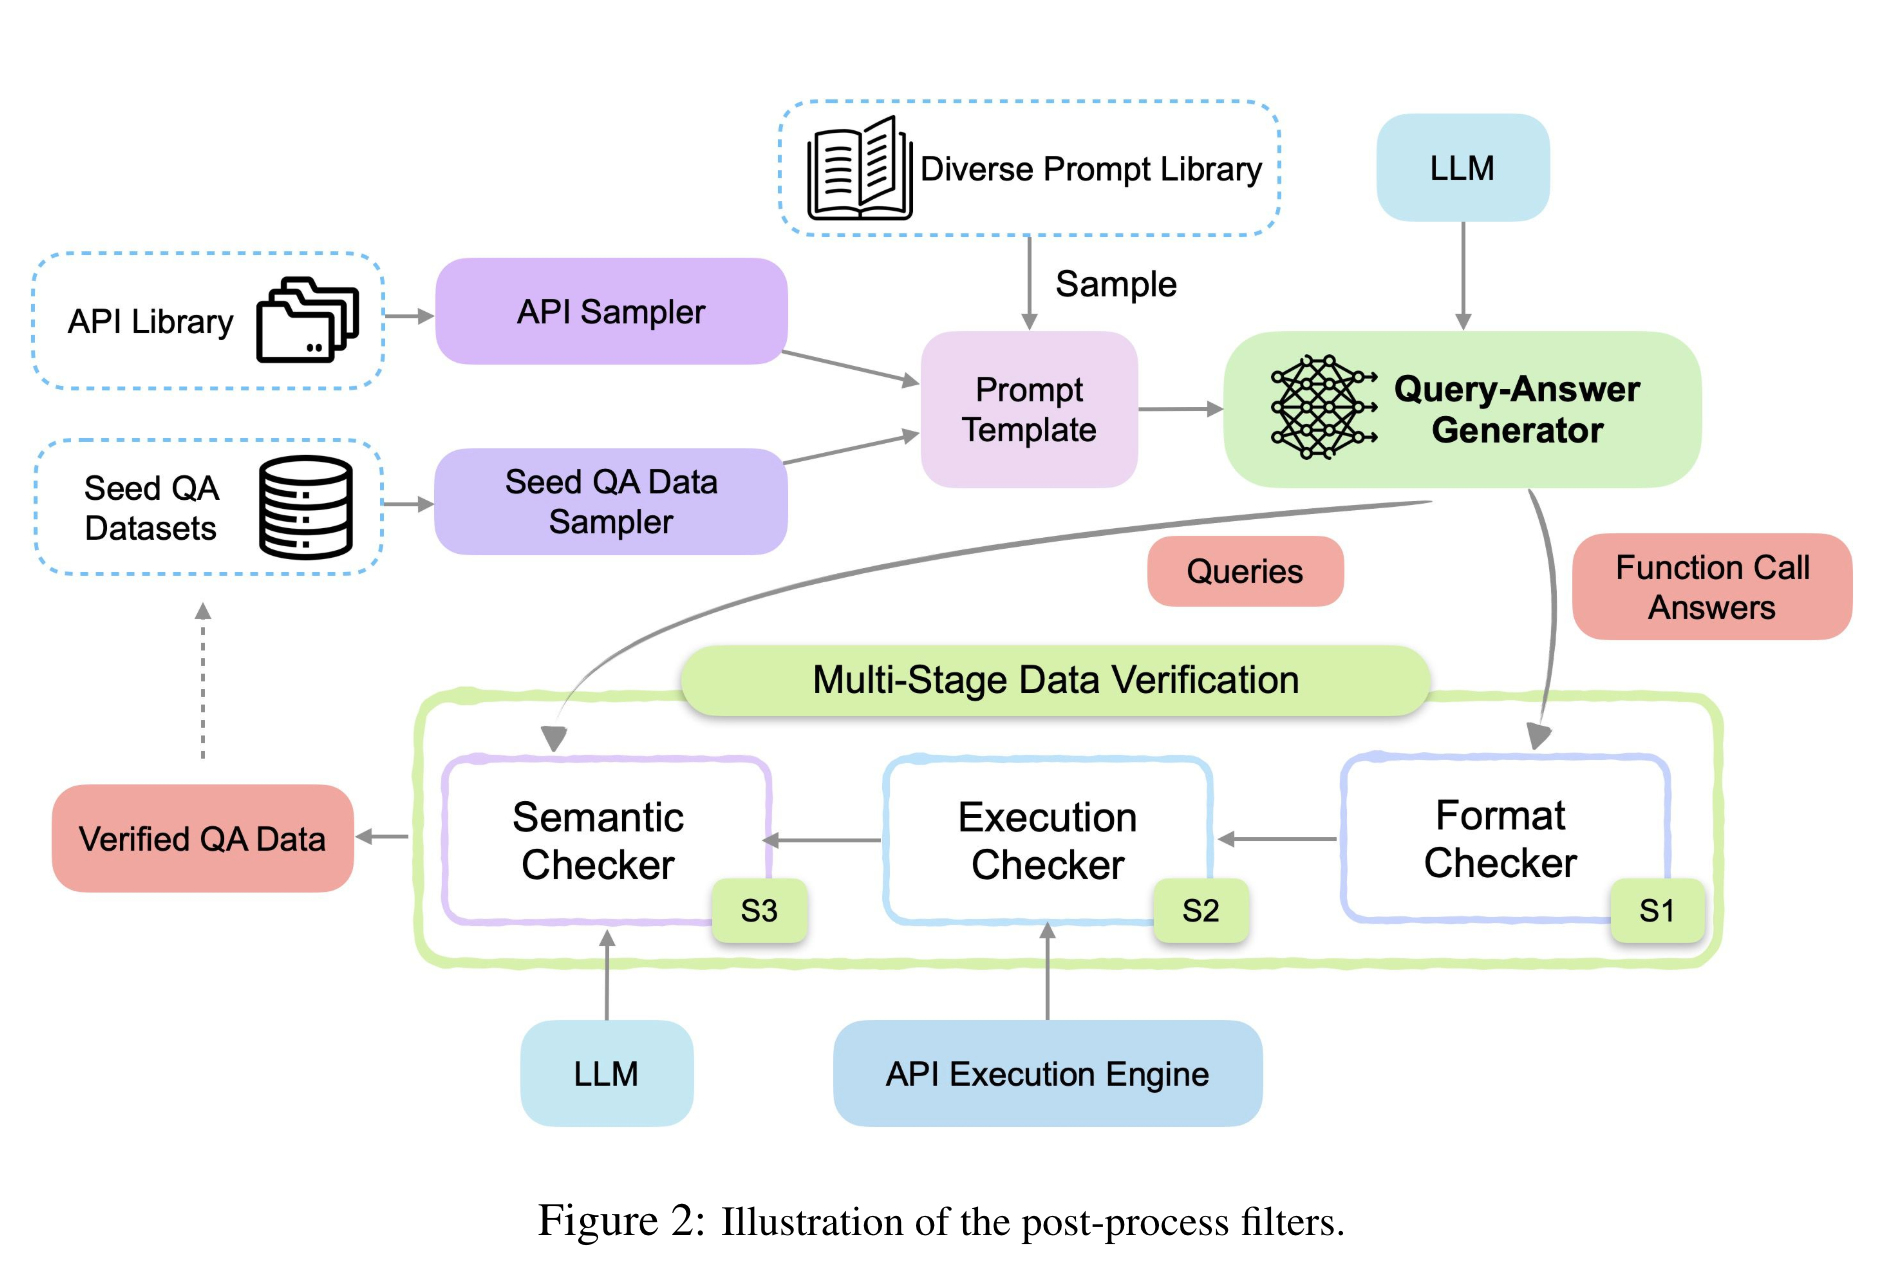 Diverse Prompt Library
LLM
API Library
API Sampler
Sample
Prompt
Template
Query-Answer
Generator
Seed QA
Datasets
Seed QA Data
Sampler
Queries
Function Call
Answers
Multi-Stage Data Verification
Verified QA Data
Semantic
Checker
S3
Execution
Checker
S2
Format
Checker
S1
LLM
API Execution Engine
Figure 2: Illustration of the post-process filters.